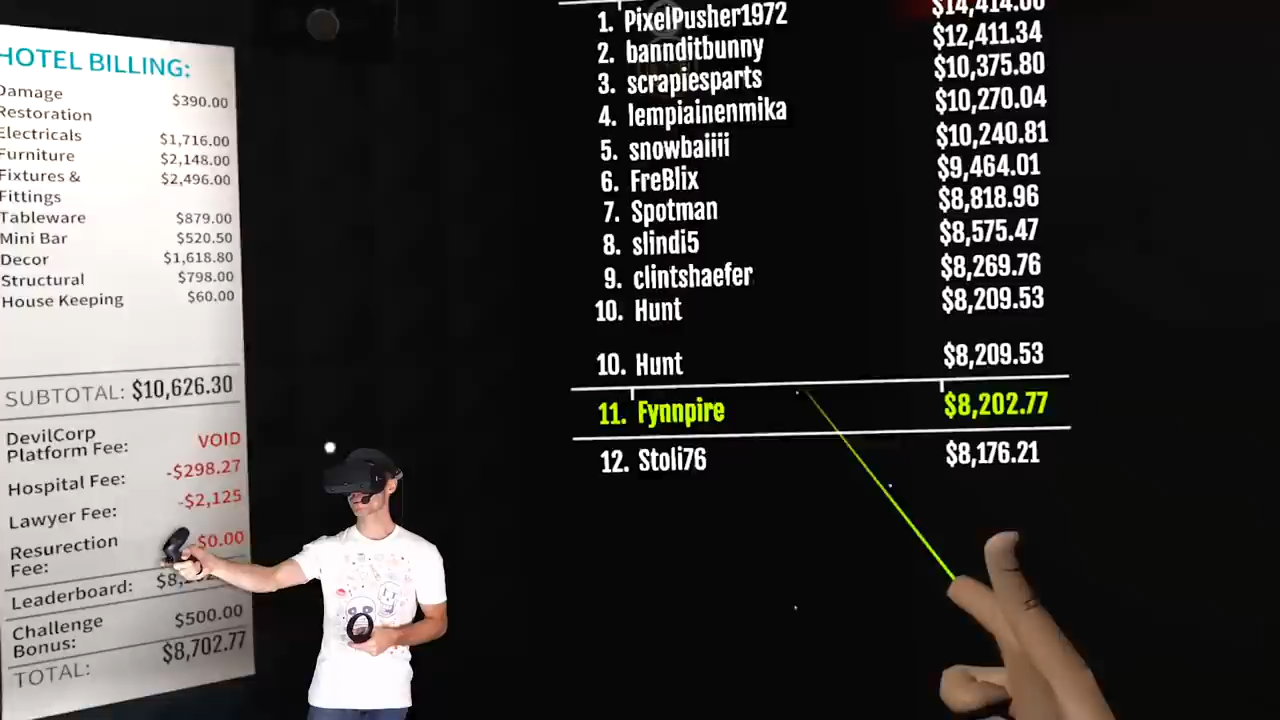 HOTEL BILLING:
Damage Restoration $390.00
Electricals $1,716.00
Furniture $2,148.00
Fixtures & Fittings $2,496.00
Tableware $879.00
Mini Bar $520.50
Decor $1,618.80
Structural $798.00
House Keeping $60.00
SUBTOTAL: $10,626.30
DevilCorp Platform Fee: VOID
Hospital Fee: -$298.27
Lawyer Fee: -$2,125
Resurection Fee: -$0.00
Leaderboard:
Challenge Bonus: $500.00
TOTAL: $8,702.77
1. PixelPusher1972 $14,414.00
2. bannditbunny $12,411.34
3. scrapiesparts $10,375.80
4. lempiainenmika $10,270.04
5. snowbaiiii $10,240.81
6. FreBlix $9,464.01
7. Spotman $8,818.96
8. slindi5 $8,575.47
9. clintshaefer $8,269.76
10. Hunt $8,209.53
10. Hunt $8,209.53
11. Fynnpire $8,202.77
12. Stoli76 $8,176.21